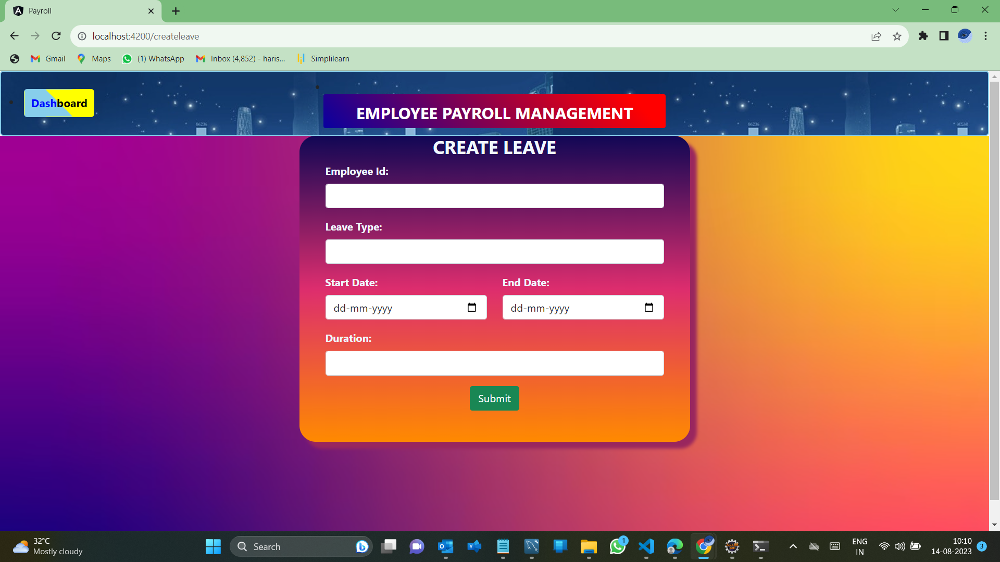 Payroll
localhost:4200/createleave
Gmail
Maps
(1) WhatsApp
Inbox (4,852) - haris...
Simplilearn
Dashboard
EMPLOYEE PAYROLL MANAGEMENT
CREATE LEAVE
Employee Id:
Leave Type:
Start Date:
End Date:
dd-mm-yyyy
dd-mm-yyyy
Duration:
Submit
32°C
Mostly cloudy
Search
1
ENG
IN
10:10
14-08-2023
3